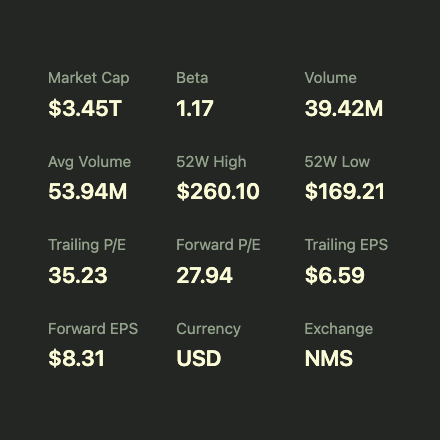 Market Cap Beta Volume
$3.45T 1.17 39.42M
Avg Volume 52W High 52W Low
53.94M $260.10 $169.21
Trailing P/E Forward P/E Trailing EPS
35.23 27.94 $6.59
Forward EPS Currency Exchange
$8.31 USD NMS